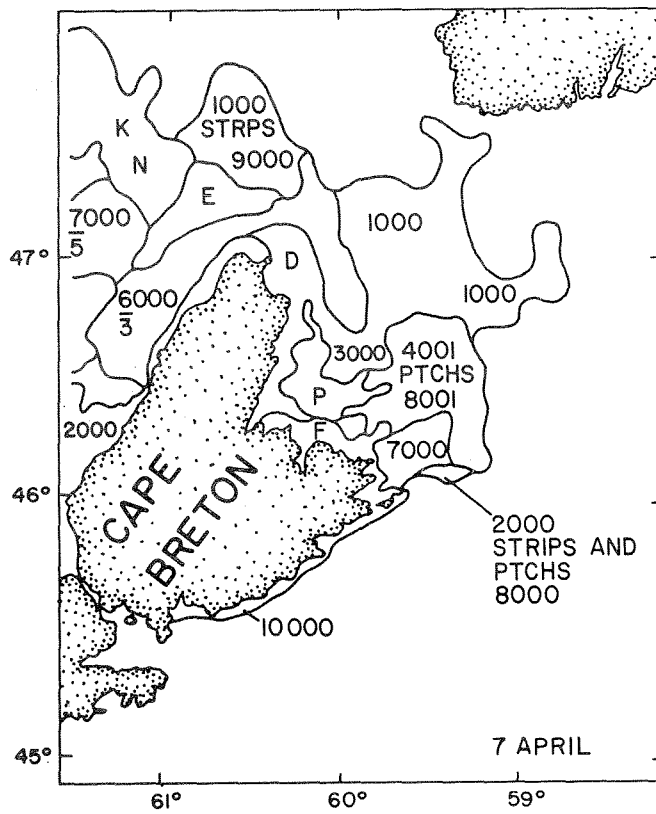 K
N
1000
STRPS
9000
E
7000
5
1000
47°
D
6000
3
1000
3000
4001
PTCHS
8001
P
2000
F
7000
46°
CAPE
BRETON
2000
STRIPS AND
PTCHS
8000
10000
45°
7 APRIL
61°
60°
59°